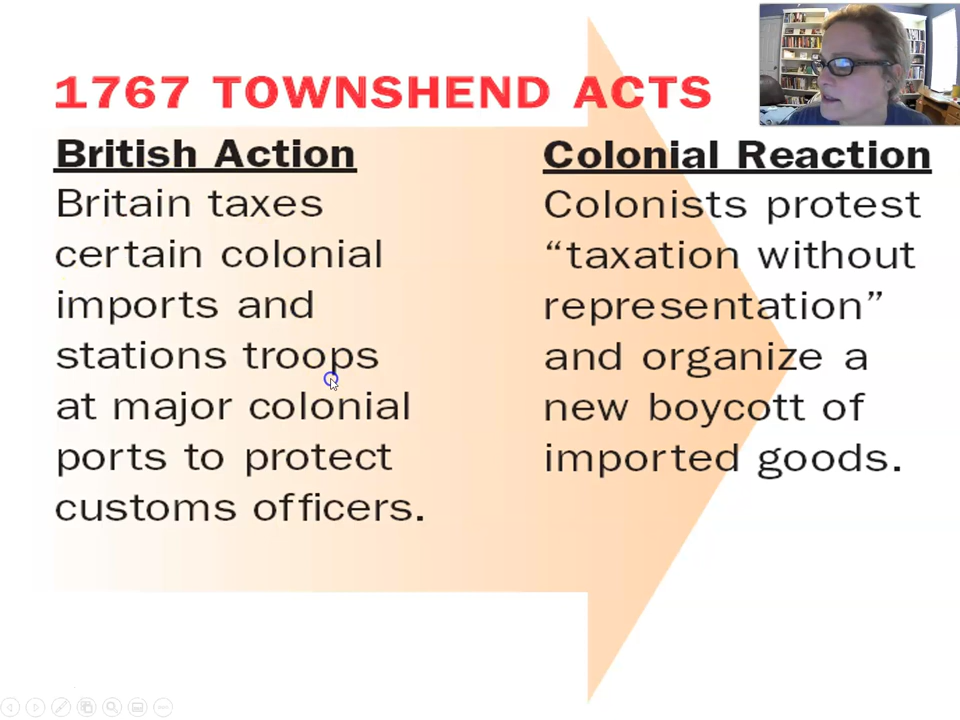 1767 TOWNSHEND ACTS
British Action
Britain taxes
certain colonial
imports and
stations troops
at major colonial
ports to protect
customs officers.
Colonial Reaction
Colonists protest
“taxation without
representation”
and organize a
new boycott of
imported goods.